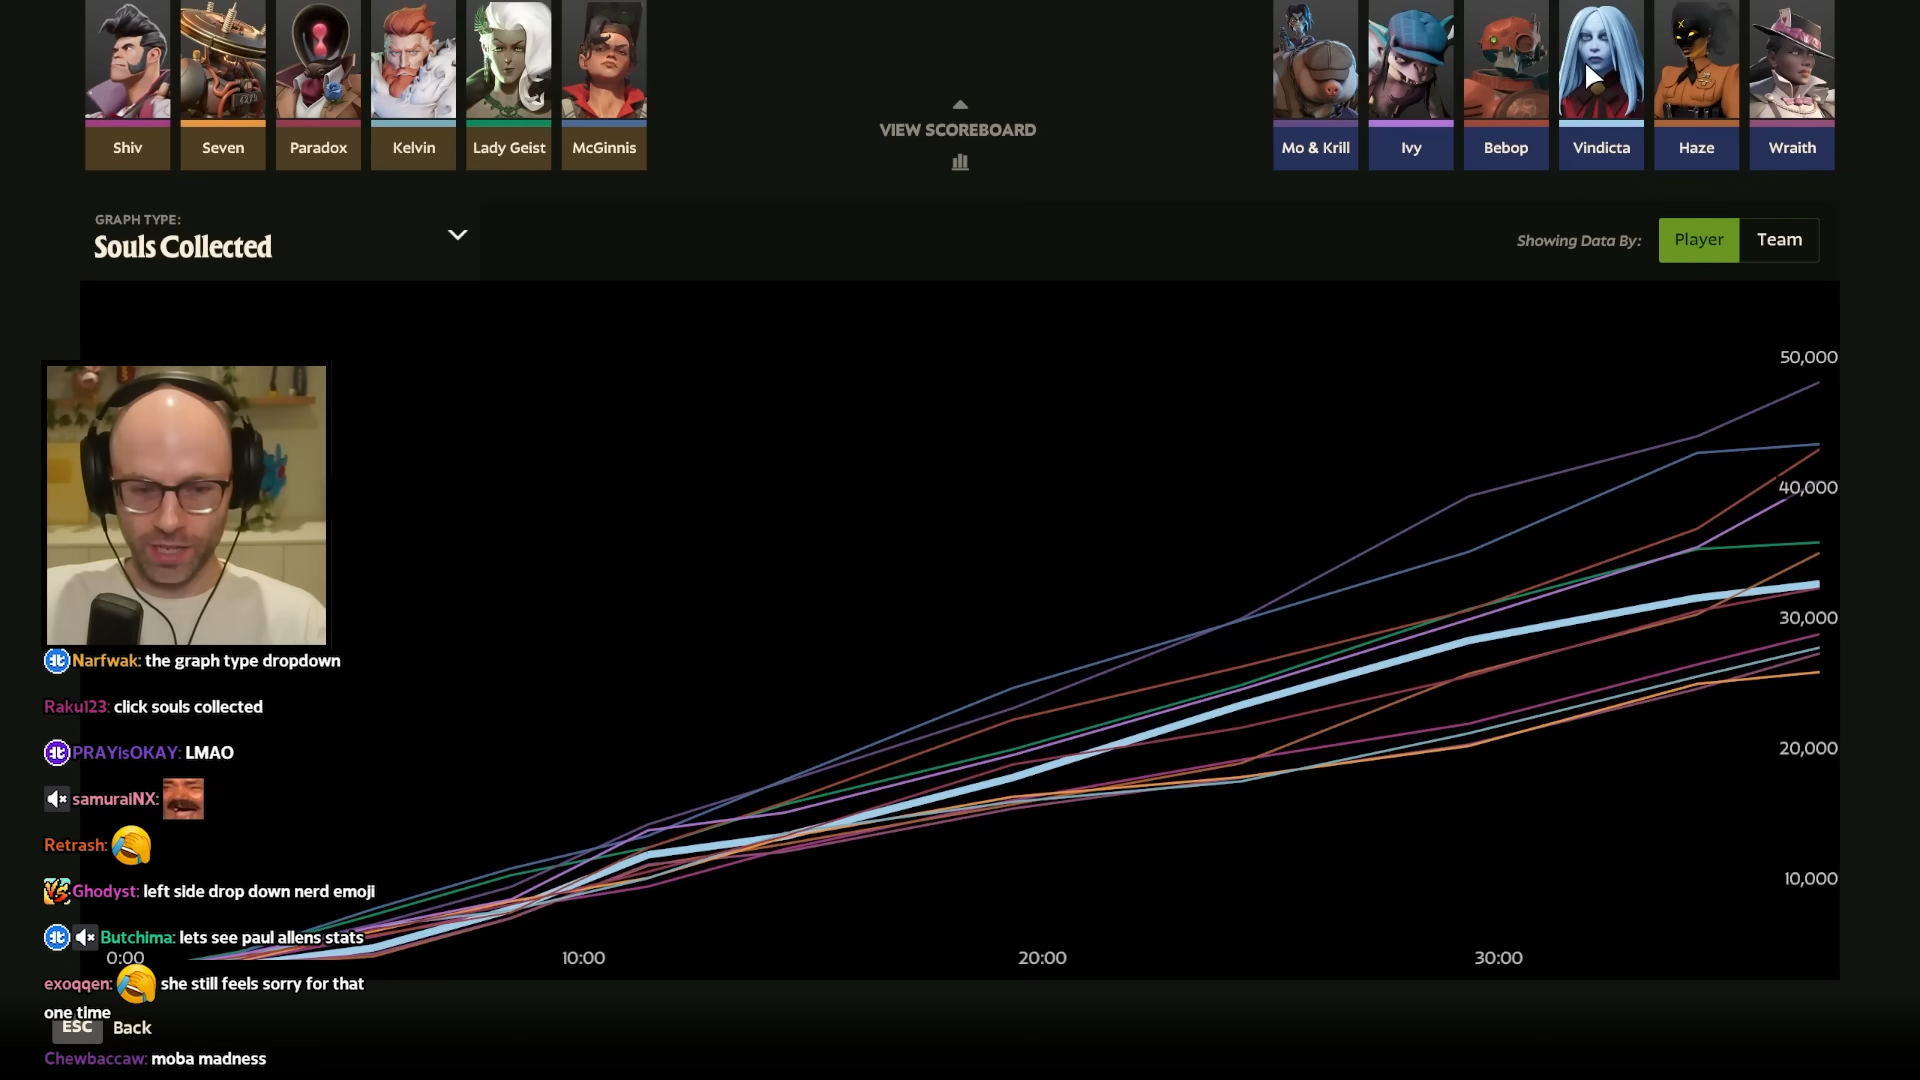 Shiv
Seven
Paradox
Kelvin
Lady Geist
McGinnis
VIEW SCOREBOARD
Mo & Krill
Ivy
Bebop
Vindicta
Haze
Wraith
GRAPH TYPE:
Souls Collected
Showing Data By:
Player
Team
50,000
40,000
30,000
20,000
10,000
0:00
10:00
20:00
30:00
Narfwak: the graph type dropdown
Raku123: click souls collected
PRAYisOKAY: LMAO
samuraiNX:
Retrash:
Ghodyst: left side drop down nerd emoji
Butchima: lets see paul allens stats
exoqqen: she still feels sorry for that
one time
ESC Back
Chewbaccaw: moba madness